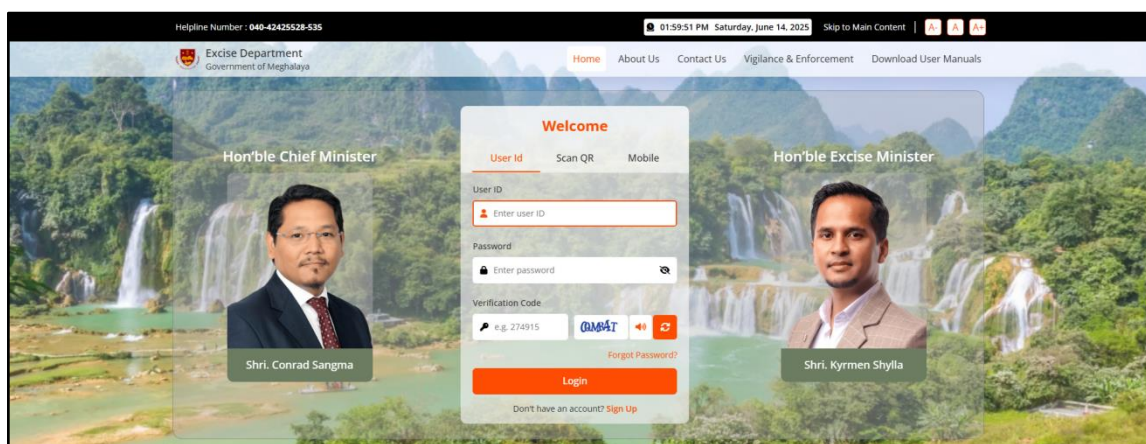 Helpline Number : 040-42425528-535
01:59:51 PM Saturday, June 14, 2025
Skip to Main Content
A-
A
A+
Excise Department
Government of Meghalaya
Home
About Us
Contact Us
Vigilance & Enforcement
Download User Manuals
Hon'ble Chief Minister
Shri. Conrad Sangma
Welcome
User Id
Scan QR
Mobile
User ID
Enter user ID
Password
Enter password
Verification Code
e.g. 274915
Forgot Password?
Login
Don't have an account? Sign Up
Hon'ble Excise Minister
Shri. Kyrmen Shylla